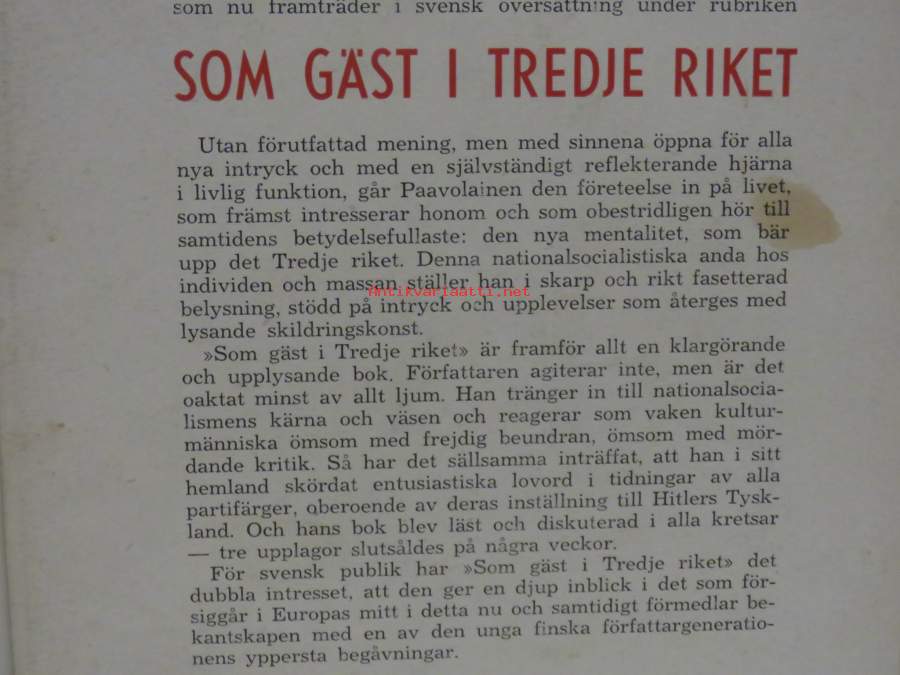 som nu framträder i svensk översättning under rubriken
SOM GÄST I TREDJE RIKET
Utan förutfattad mening, men med sinnena öppna för alla
nya intryck och med en självständigt reflekterande hjärna
i livlig funktion, går Paavolainen den företeelse in på livet,
som främst intresserar honom och som obestridligen hör till
samtidens betydelsefullaste: den nya mentalitet, som bär
upp det Tredje riket. Denna nationalsocialistiska anda hos
individen och massan ställer han i skarp och rikt fasetterad
Antikvariaatti.net
belysning, stödd på intryck och upplevelser som återges med
lysande skildringskonst.
»Som gäst i Tredje riket» är framför allt en klargörande
och upplysande bok. Författaren agiterar inte, men är det
oaktat minst av allt ljum. Han tränger in till nationalsocia-
lismens kärna och väsen och reagerar som vaken kultur-
människa ömsom med frejdig beundran, ömsom med mör-
dande kritik. Så har det sällsamma inträffat, att han i sitt
hemland skördat entusiastiska lovord i tidningar av alla
partifärger, oberoende av deras inställning till Hitlers Tysk-
land. Och hans bok blev läst och diskuterad i alla kretsar
— tre upplagor slutsåldes på några veckor.
För svensk publik har »Som gäst i Tredje riket» det
dubbla intresset, att den ger en djup inblick i det som för-
siggår i Europas mitt i detta nu och samtidigt förmedlar be-
kantskapen med en av den unga finska författargeneratio-
nens yppersta begåvningar.